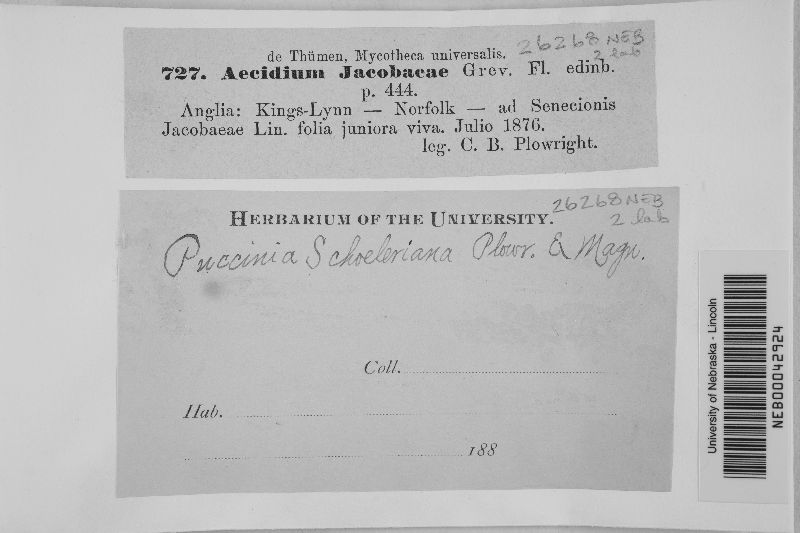 26268 NEB
2 lab
de Thümen, Mycotheca universalis.
727. Aecidium Jacobaeae Grev. Fl. edinb.
p. 444.
Anglia: Kings-Lynn — Norfolk — ad Senecionis
Jacobaeae Lin. folia juniora viva. Julio 1876.
leg. C. B. Plowright.
26268 NEB
2 lab
HERBARIUM OF THE UNIVERSITY.
Puccinia Schoeleriana Plowr. & Magn.
Coll.
Hab.
188
University of Nebraska - Lincoln
NEB00042924